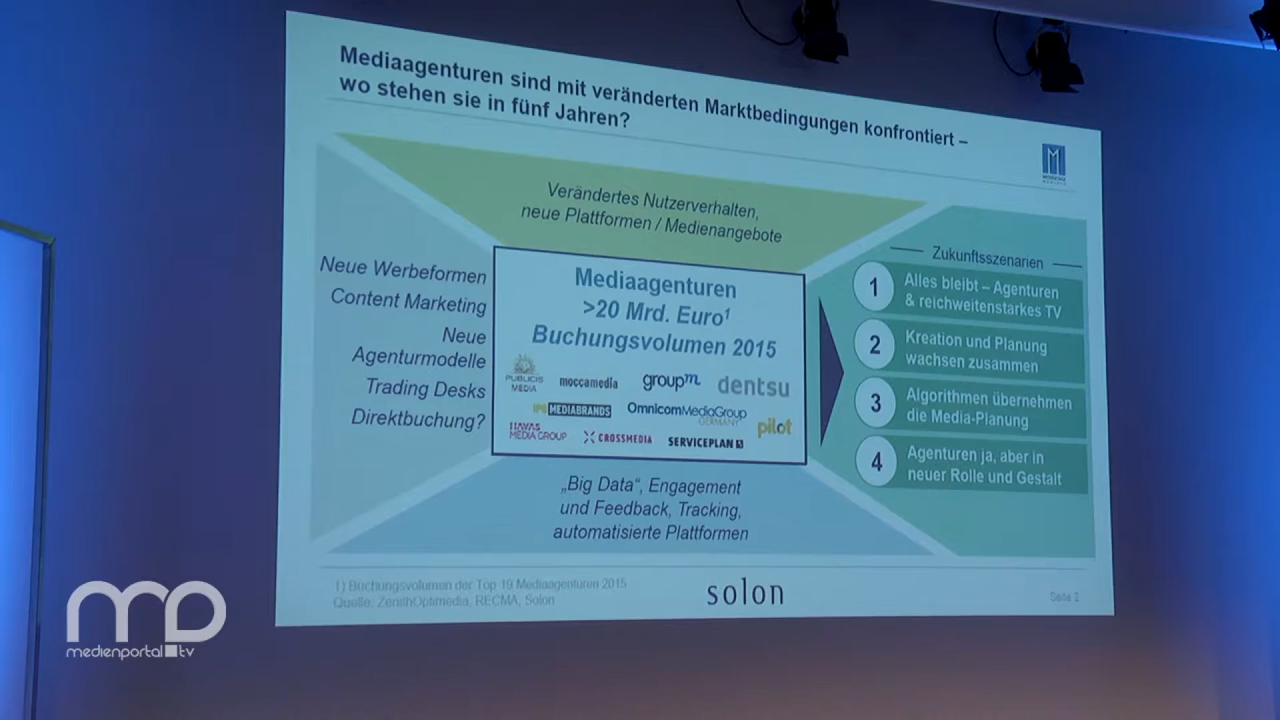 Mediaagenturen sind mit veränderten Marktbedingungen konfrontiert –
wo stehen sie in fünf Jahren?
Verändertes Nutzerverhalten,
neue Plattformen / Medienangebote
Neue Werbeformen
Content Marketing
Neue
Agenturmodelle
Trading Desks
Direktbuchung?
Mediaagenturen
>20 Mrd. Euro¹
Buchungsvolumen 2015
PUBLICIS
MEDIA
moccamedia
groupm
dentsu
IPG MEDIABRANDS
OmnicomMediaGroup
GERMANY
pilot
HAVAS
MEDIA GROUP
CROSSMEDIA
SERVICEPLAN
„Big Data“, Engagement
und Feedback, Tracking,
automatisierte Plattformen
Zukunftsszenarien
1 Alles bleibt – Agenturen
& reichweitenstarkes TV
2 Kreation und Planung
wachsen zusammen
3 Algorithmen übernehmen
die Media-Planung
4 Agenturen ja, aber in
neuer Rolle und Gestalt
1) Buchungsvolumen der Top 19 Mediaagenturen 2015
Quelle: ZenithOptimedia, RECMA, Solon
solon
Seite 2
medienportal.tv